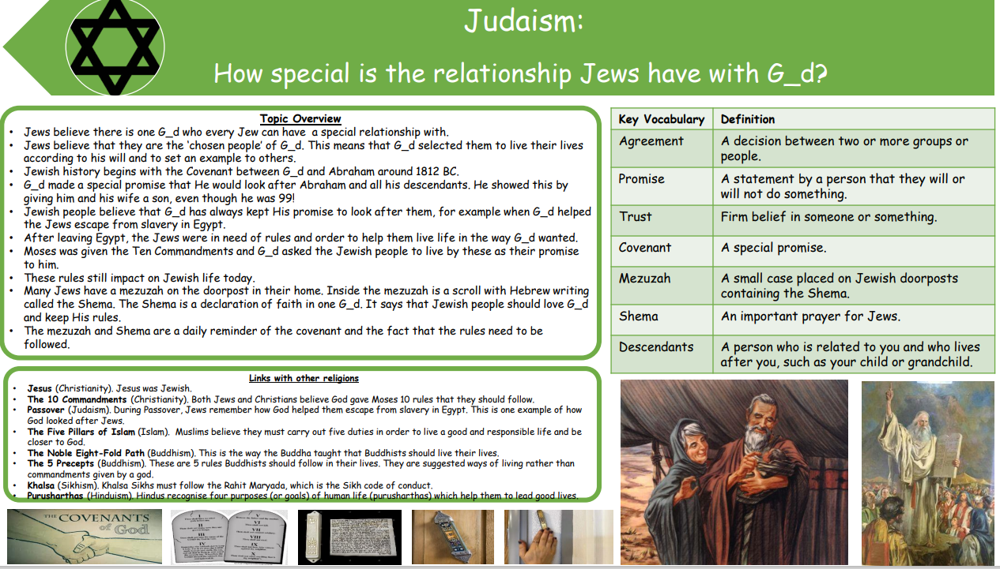 Judaism:
How special is the relationship Jews have with G_d?
Topic Overview
• Jews believe there is one G_d who every Jew can have a special relationship with.
• Jews believe that they are the ‘chosen people’ of G_d. This means that G_d selected them to live their lives
according to his will and to set an example to others.
• Jewish history begins with the Covenant between G_d and Abraham around 1812 BC.
• G_d made a special promise that He would look after Abraham and all his descendants. He showed this by
giving him and his wife a son, even though he was 99!
• Jewish people believe that G_d has always kept His promise to look after them, for example when G_d helped
the Jews escape from slavery in Egypt.
• After leaving Egypt, the Jews were in need of rules and order to help them live life in the way G_d wanted.
• Moses was given the Ten Commandments and G_d asked the Jewish people to live by these as their promise
to him.
• These rules still impact on Jewish life today.
• Many Jews have a mezuzah on the doorpost in their home. Inside the mezuzah is a scroll with Hebrew writing
called the Shema. The Shema is a declaration of faith in one G_d. It says that Jewish people should love G_d
and keep His rules.
• The mezuzah and Shema are a daily reminder of the covenant and the fact that the rules need to be
followed.
Links with other religions
• Jesus (Christianity). Jesus was Jewish.
• The 10 Commandments (Christianity). Both Jews and Christians believe God gave Moses 10 rules that they should follow.
• Passover (Judaism). During Passover, Jews remember how God helped them escape from slavery in Egypt. This is one example of how
God looked after Jews.
• The Five Pillars of Islam (Islam). Muslims believe they must carry out five duties in order to live a good and responsible life and be
closer to God.
• The Noble Eight-Fold Path (Buddhism). This is the way the Buddha taught that Buddhists should live their lives.
• The 5 Precepts (Buddhism). These are 5 rules Buddhists should follow in their lives. They are suggested ways of living rather than
commandments given by a god.
• Khalsa (Sikhism). Khalsa Sikhs must follow the Rahit Maryada, which is the Sikh code of conduct.
• Purusharthas (Hinduism). Hindus recognise four purposes (or goals) of human life (purusharthas) which help them to lead good lives.
Key Vocabulary Definition
Agreement A decision between two or more groups or
people.
Promise A statement by a person that they will or
will not do something.
Trust Firm belief in someone or something.
Covenant A special promise.
Mezuzah A small case placed on Jewish doorposts
containing the Shema.
Shema An important prayer for Jews.
Descendants A person who is related to you and who lives
after you, such as your child or grandchild.
THE COVENANTS
of God
I
II
III
IV
V
VI
VII
VIII
IX
X